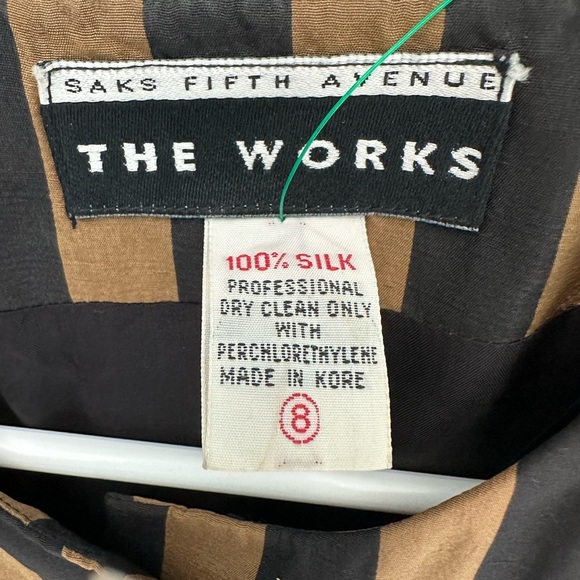 SAKS FIFTH AVENUE
THE WORKS
100% SILK
PROFESSIONAL
DRY CLEAN ONLY
WITH
PERCHLORETHYLENE
MADE IN KORE
8